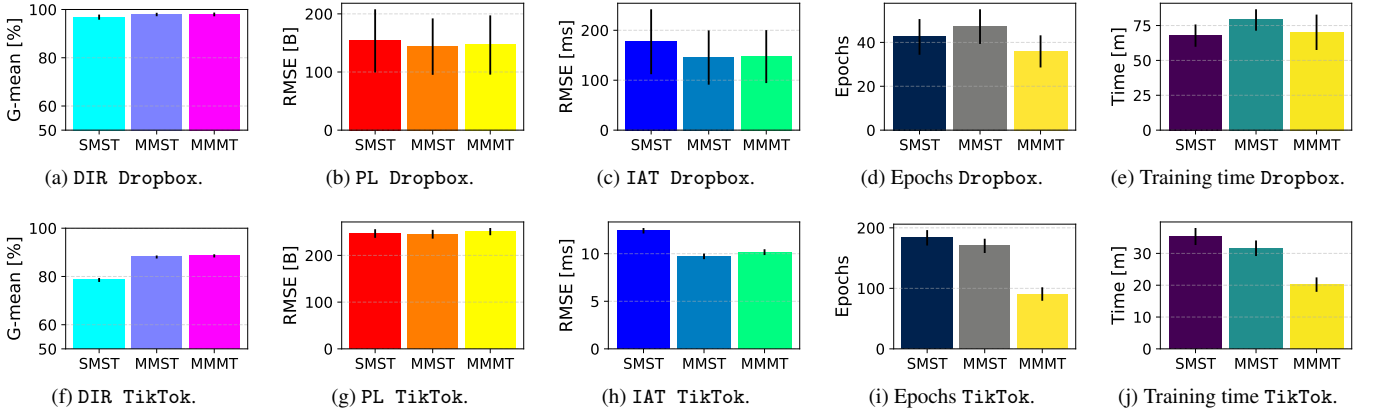 G-mean [%]
100
80
60
50
SMST MMST MMMT
(a) DIR Dropbox.
RMSE [B]
200
100
0
SMST MMST MMMT
(b) PL Dropbox.
RMSE [ms]
200
100
0
SMST MMST MMMT
(c) IAT Dropbox.
Epochs
40
20
0
SMST MMST MMMT
(d) Epochs Dropbox.
Time [m]
75
50
25
0
SMST MMST MMMT
(e) Training time Dropbox.
G-mean [%]
100
80
60
50
SMST MMST MMMT
(f) DIR TikTok.
RMSE [B]
200
100
0
SMST MMST MMMT
(g) PL TikTok.
RMSE [ms]
10
5
0
SMST MMST MMMT
(h) IAT TikTok.
Epochs
200
100
0
SMST MMST MMMT
(i) Epochs TikTok.
Time [m]
30
20
10
0
SMST MMST MMMT
(j) Training time TikTok.